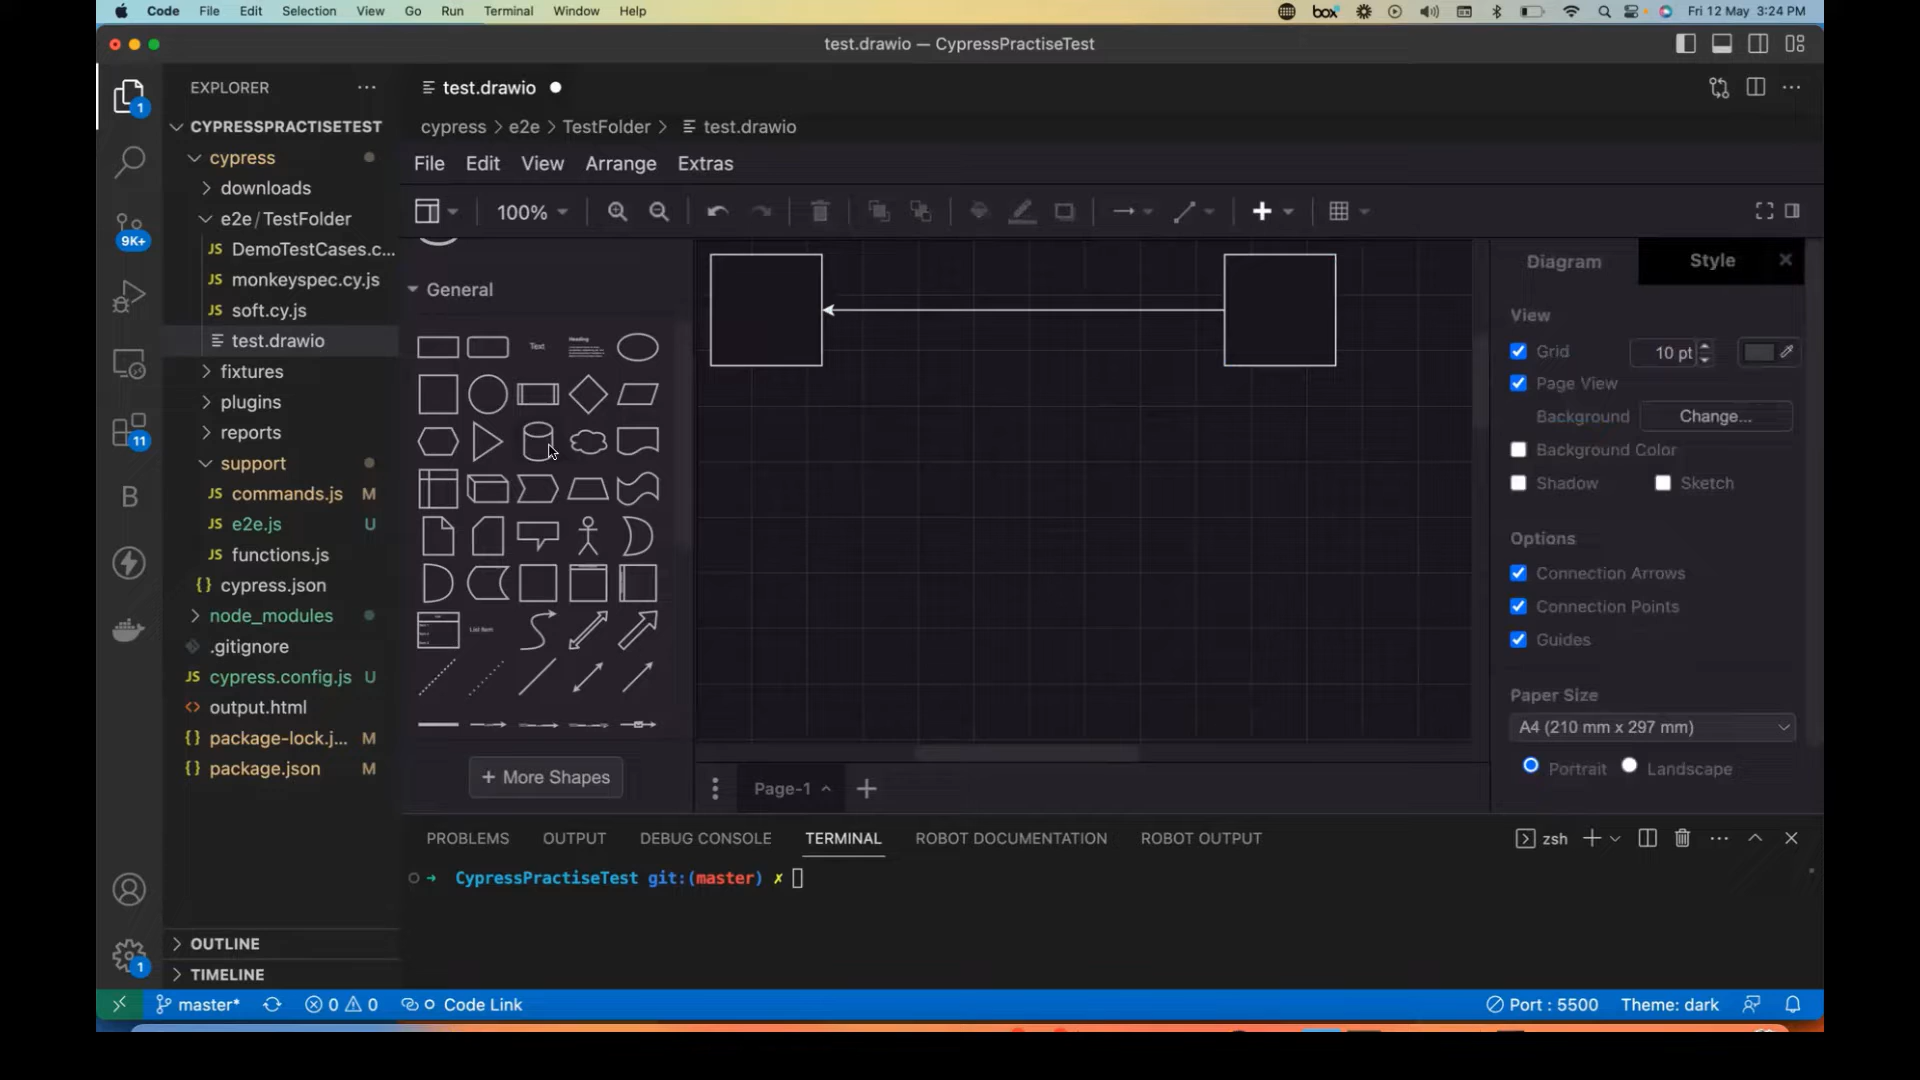 Code File Edit Selection View Go Run Terminal Window Help
box
Fri 12 May 3:24 PM
test.drawio — CypressPractiseTest
EXPLORER
test.drawio
CYPRESSPRACTISETEST
cypress > e2e > TestFolder > test.drawio
cypress
File Edit View Arrange Extras
downloads
e2e / TestFolder
100%
9K+
JS DemoTestCases.c...
JS monkeyspec.cy.js
JS soft.cy.js
test.drawio
fixtures
plugins
reports
support
JS commands.js M
JS e2e.js U
JS functions.js
{} cypress.json
node_modules
.gitignore
JS cypress.config.js U
output.html
{} package-lock.j... M
{} package.json M
1
11
B
1
OUTLINE
TIMELINE
General
Text
Heading
List Item
+ More Shapes
Page-1
Diagram
Style
View
Grid 10 pt
Page View
Background Change...
Background Color
Shadow Sketch
Options
Connection Arrows
Connection Points
Guides
Paper Size
A4 (210 mm x 297 mm)
Portrait Landscape
PROBLEMS OUTPUT DEBUG CONSOLE TERMINAL ROBOT DOCUMENTATION ROBOT OUTPUT
zsh
→ CypressPractiseTest git:(master) ✗
master* 0 0 Code Link
Port : 5500 Theme: dark